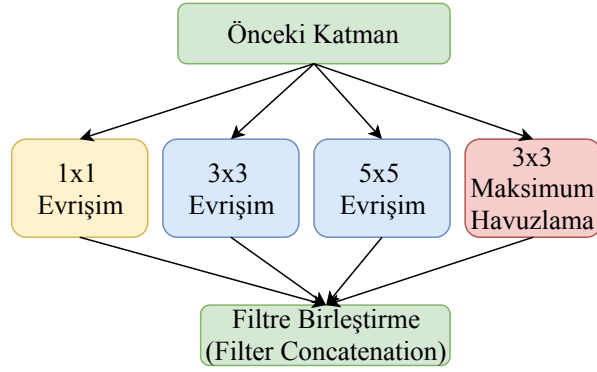 Önceki Katman
1x1
Evrişim
3x3
Evrişim
5x5
Evrişim
3x3
Maksimum
Havuzlama
Filtre Birleştirme
(Filter Concatenation)